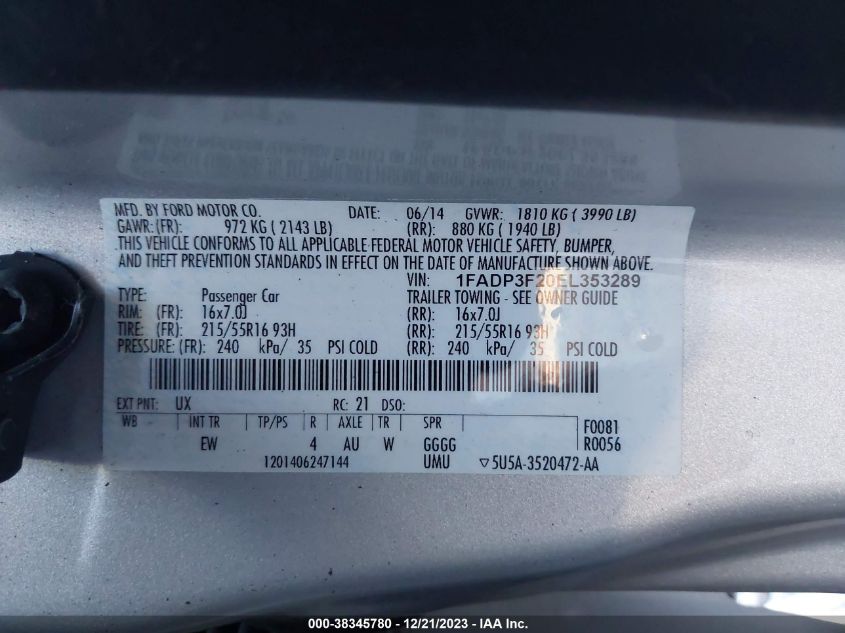 MFD. BY FORD MOTOR CO. DATE: 06/14 GVWR: 1810 KG ( 3990 LB)
GAWR:(FR): 972 KG ( 2143 LB) (RR): 880 KG ( 1940 LB)
THIS VEHICLE CONFORMS TO ALL APPLICABLE FEDERAL MOTOR VEHICLE SAFETY, BUMPER,
AND THEFT PREVENTION STANDARDS IN EFFECT ON THE DATE OF MANUFACTURE SHOWN ABOVE.
VIN: 1FADP3F20EL353289
TYPE: Passenger Car TRAILER TOWING - SEE OWNER GUIDE
RIM: (FR): 16x7.0J (RR): 16x7.0J
TIRE: (FR): 215/55R16 93H (RR): 215/55R16 93H
PRESSURE: (FR): 240 kPa/ 35 PSI COLD (RR): 240 kPa/ 35 PSI COLD
EXT PNT: UX RC: 21 DSO:
WB INT TR TP/PS R AXLE TR SPR F0081
EW 4 AU W GGGG R0056
1201406247144 UMU ▽5U5A-3520472-AA
000-38345780 - 12/21/2023 - IAA Inc.